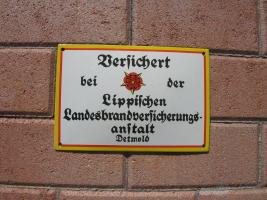 Versichert
bei der
Lippischen
Landesbrandversicherungs-
anstalt
Detmold